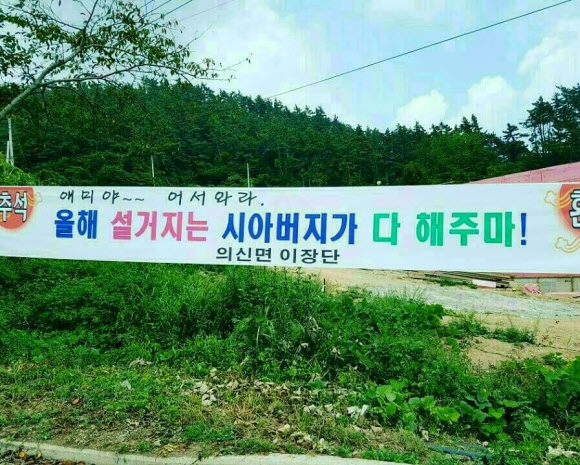 추석
애미야~~ 어서와라.
올해 설거지는 시아버지가 다 해주마!
의신면 이장단